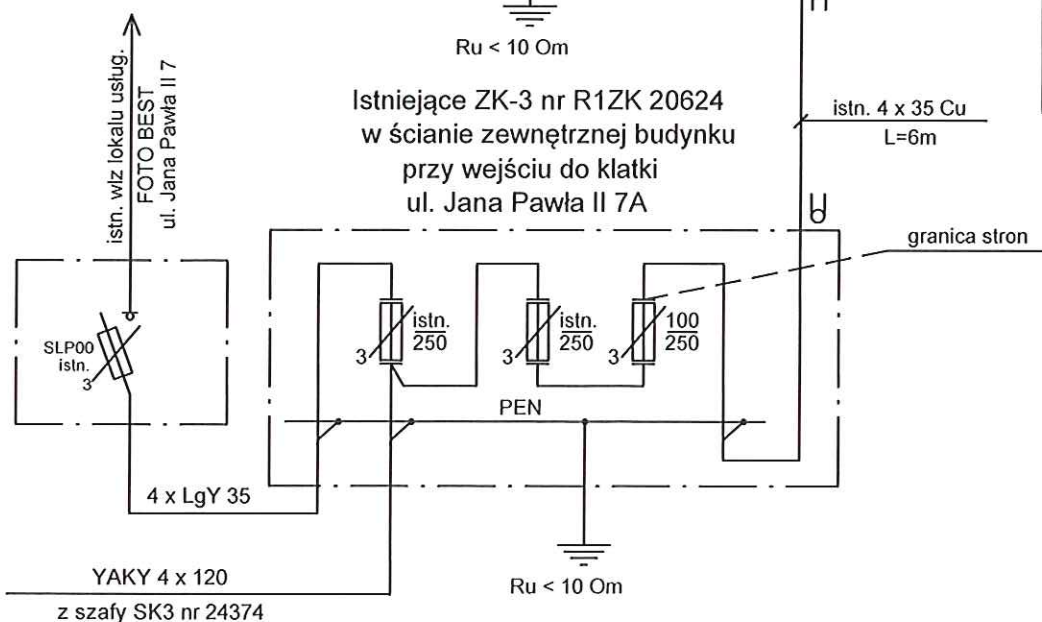 Ru < 10 Om
istn. wlz lokalu usług.
FOTO BEST
ul. Jana Pawła II 7
Istniejące ZK-3 nr R1ZK 20624
w ścianie zewnętrznej budynku
przy wejściu do klatki
ul. Jana Pawła II 7A
istn. 4 x 35 Cu
L=6m
granica stron
SLP00
istn.
3
istn.
250
3
istn.
250
3
100
250
3
PEN
4 x LgY 35
YAKY 4 x 120
z szafy SK3 nr 24374
Ru < 10 Om